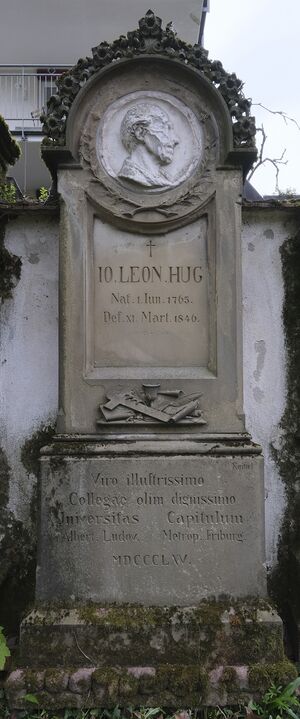 IO. LEON. HUG
Nat. 1. Iun. 1765.
Def. XI. Mart. 1846.
Viro illuſtrissimo
Collegæ olim dignissimo
Universitas Capitulum
Albert. Ludov. Metrop. Friburg.
MDCCCLXV.